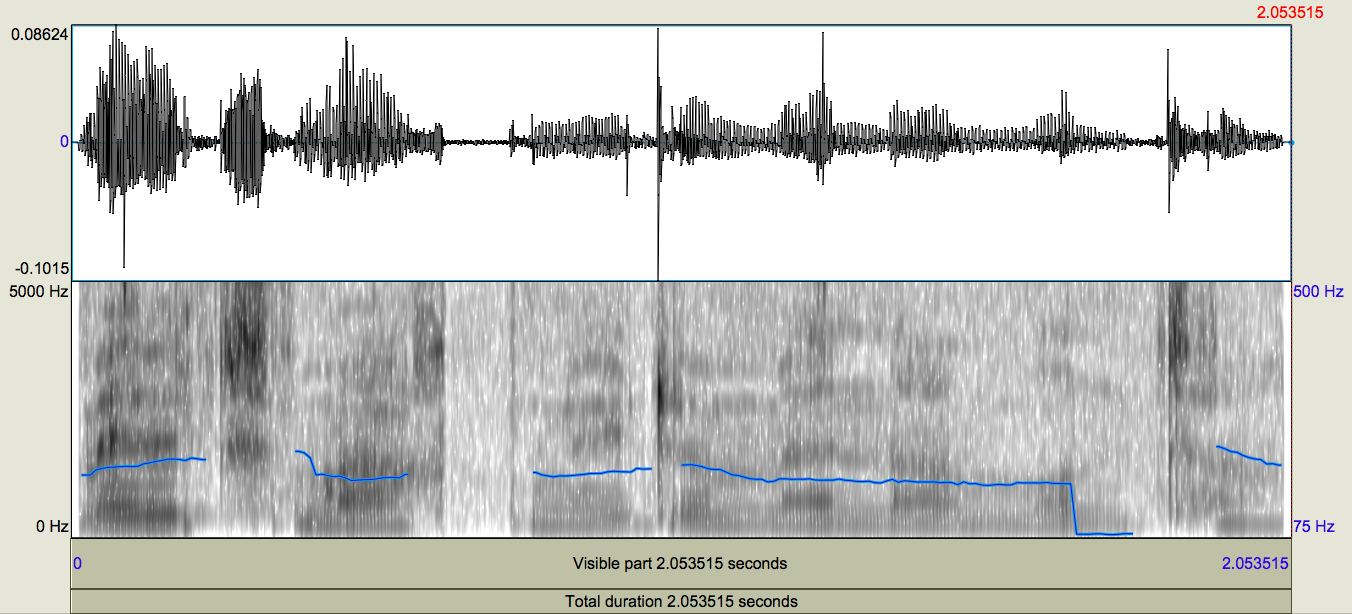 2.053515
0.08624
0
-0.1015
5000 Hz 500 Hz
0 Hz 75 Hz
0 Visible part 2.053515 seconds 2.053515
Total duration 2.053515 seconds